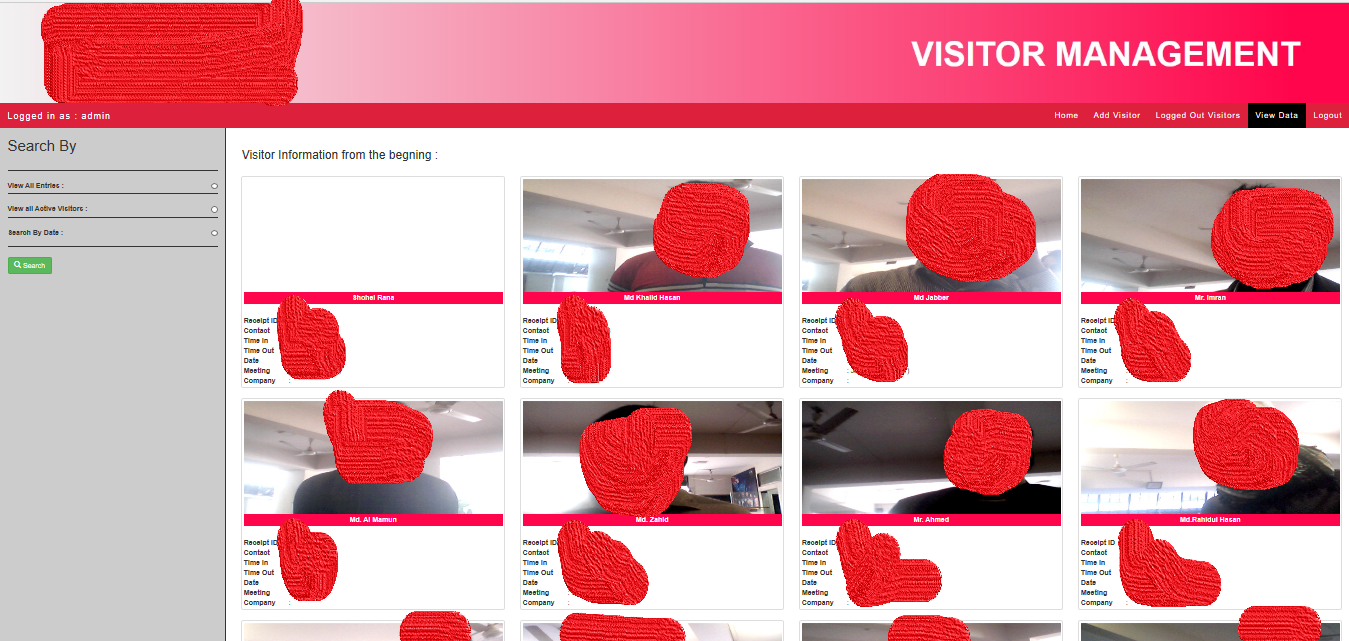 VISITOR MANAGEMENT
Logged in as : admin
Home Add Visitor Logged Out Visitors View Data Logout
Search By
View All Entries :
View all Active Visitors :
Search By Date :
Search
Visitor Information from the begning :
Shohel Rana
Receipt ID
Contact
Time In
Time Out
Date
Meeting
Company :
Md Khalid Hasan
Receipt ID
Contact
Time In
Time Out
Date
Meeting
Company :
Md Jabber
Receipt ID
Contact
Time In
Time Out
Date
Meeting :
Company :
Mr. Imran
Receipt ID
Contact
Time In
Time Out
Date
Meeting
Company :
Md. Al Mamun
Receipt ID
Contact
Time In
Time Out
Date
Meeting
Company :
Md. Zahid
Receipt ID
Contact
Time In
Time Out
Date
Meeting
Company :
Mr. Ahmed
Receipt ID
Contact
Time In
Time Out
Date
Meeting
Company :
Md.Rahidul Hasan
Receipt ID
Contact
Time In
Time Out
Date
Meeting
Company :